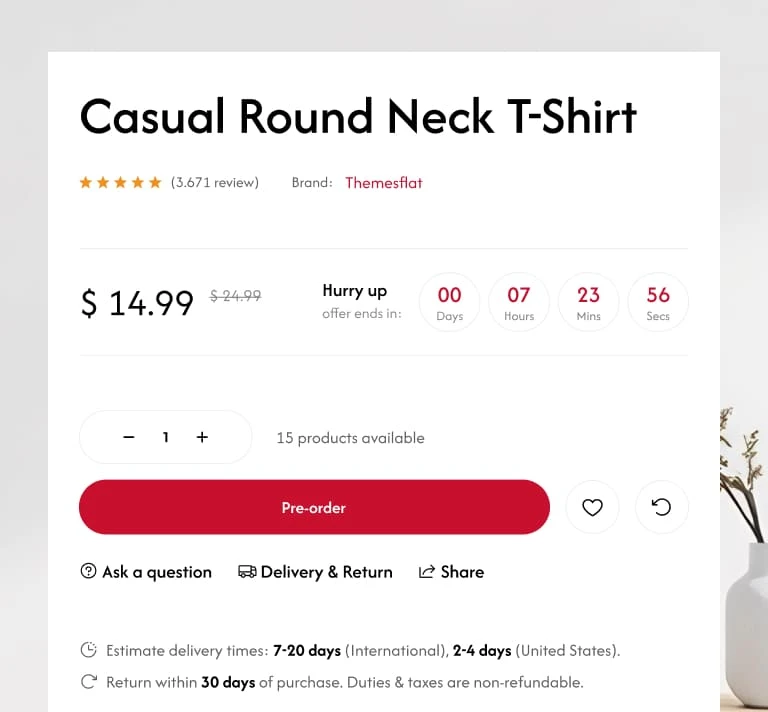 Casual Round Neck T-Shirt
(3.671 review) Brand: Themesflat
$ 14.99 $ 24.99 Hurry up offer ends in: 00 Days 07 Hours 23 Mins 56 Secs
− 1 + 15 products available
Pre-order
Ask a question Delivery & Return Share
Estimate delivery times: 7-20 days (International), 2-4 days (United States).
Return within 30 days of purchase. Duties & taxes are non-refundable.